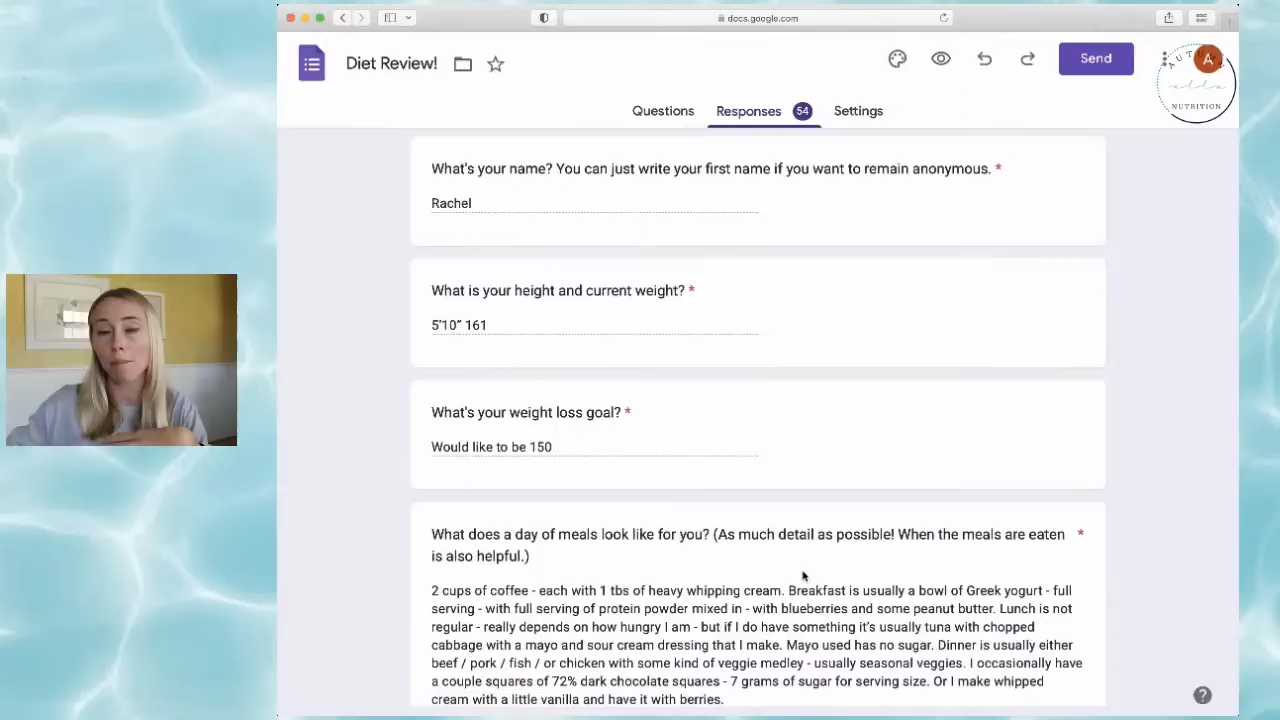 docs.google.com
Diet Review!
Send
A
AUTUMN
elle
NUTRITION
Questions
Responses 54
Settings
What's your name? You can just write your first name if you want to remain anonymous. *
Rachel
What is your height and current weight? *
5'10” 161
What's your weight loss goal? *
Would like to be 150
What does a day of meals look like for you? (As much detail as possible! When the meals are eaten *
is also helpful.)
2 cups of coffee - each with 1 tbs of heavy whipping cream. Breakfast is usually a bowl of Greek yogurt - full
serving - with full serving of protein powder mixed in - with blueberries and some peanut butter. Lunch is not
regular - really depends on how hungry I am - but if I do have something it’s usually tuna with chopped
cabbage with a mayo and sour cream dressing that I make. Mayo used has no sugar. Dinner is usually either
beef / pork / fish / or chicken with some kind of veggie medley - usually seasonal veggies. I occasionally have
a couple squares of 72% dark chocolate squares - 7 grams of sugar for serving size. Or I make whipped
cream with a little vanilla and have it with berries.